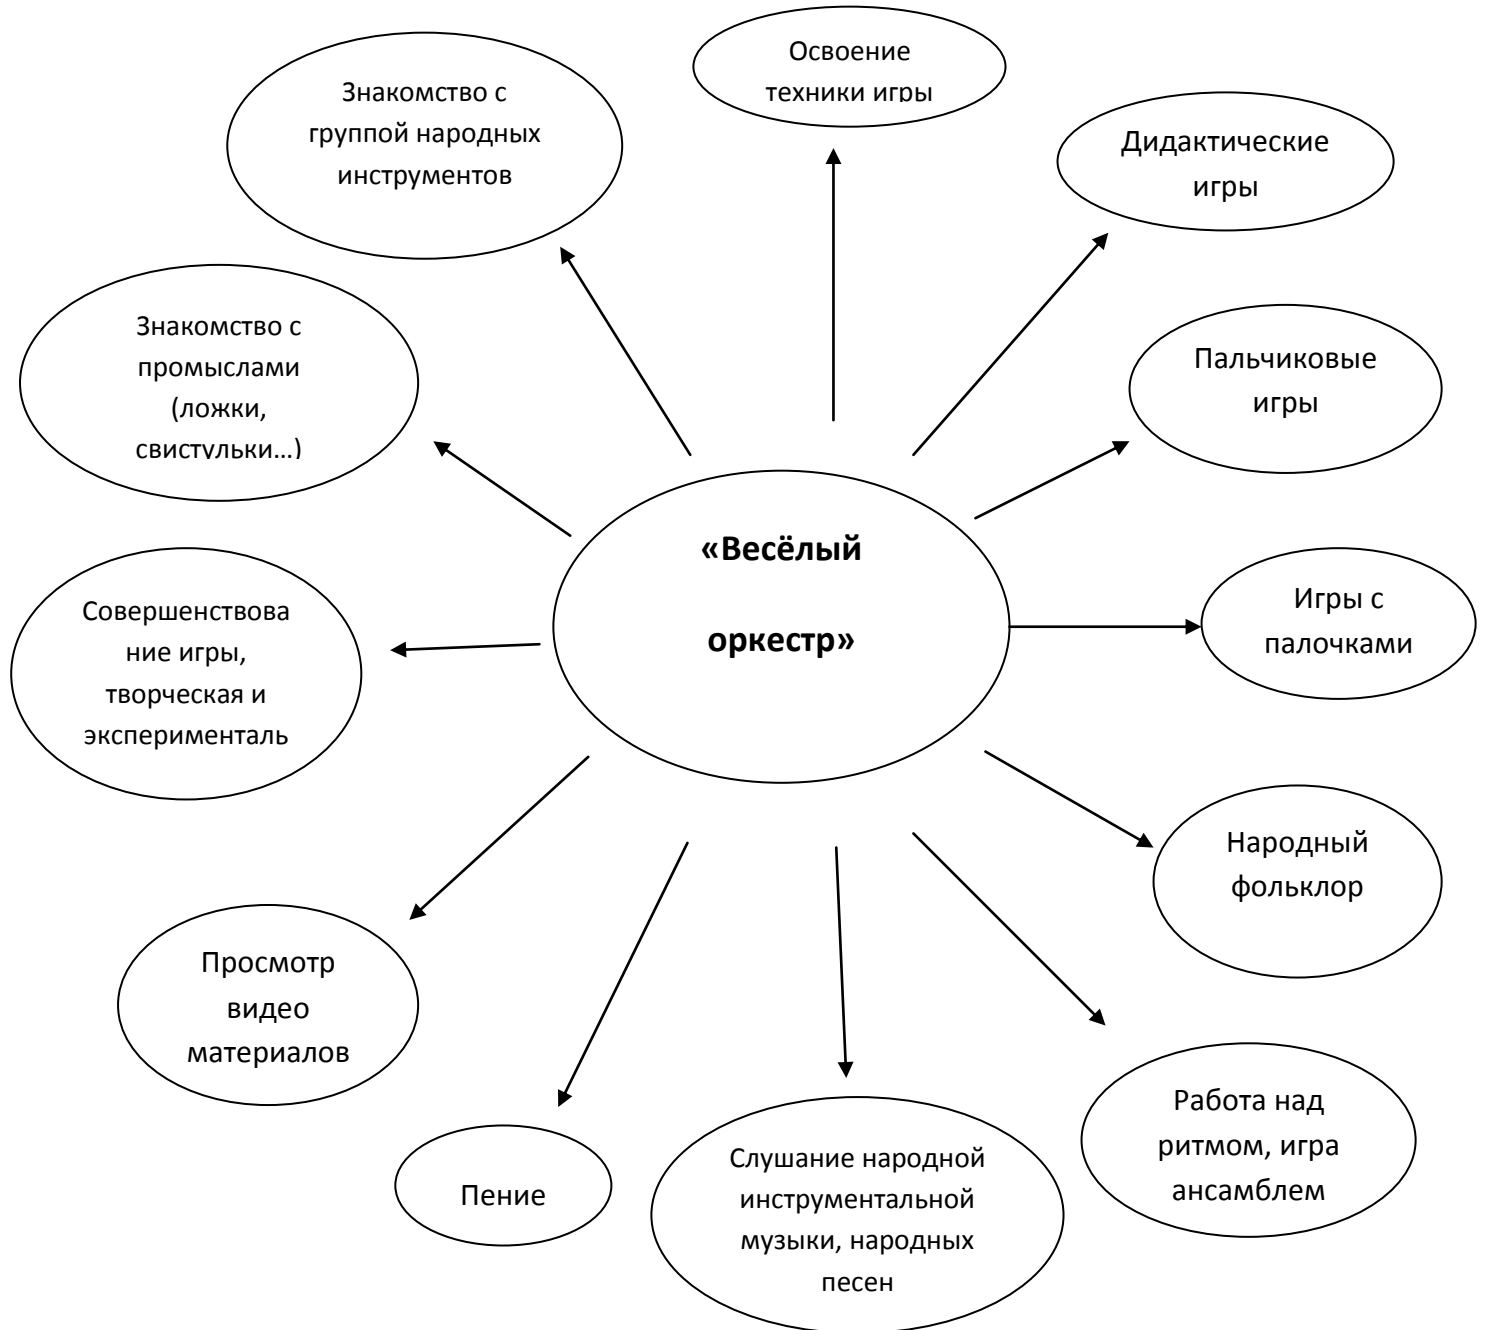 Освоение
техники игры
Знакомство с
группой народных
инструментов
Дидактические
игры
Знакомство с
промыслами
(ложки,
свистульки...)
Пальчиковые
игры
«Весёлый
оркестр»
Совершенствова
ние игры,
творческая и
эксперименталь
Игры с
палочками
Народный
фольклор
Просмотр
видео
материалов
Работа над
ритмом, игра
ансамблем
Пение
Слушание народной
инструментальной
музыки, народных
песен